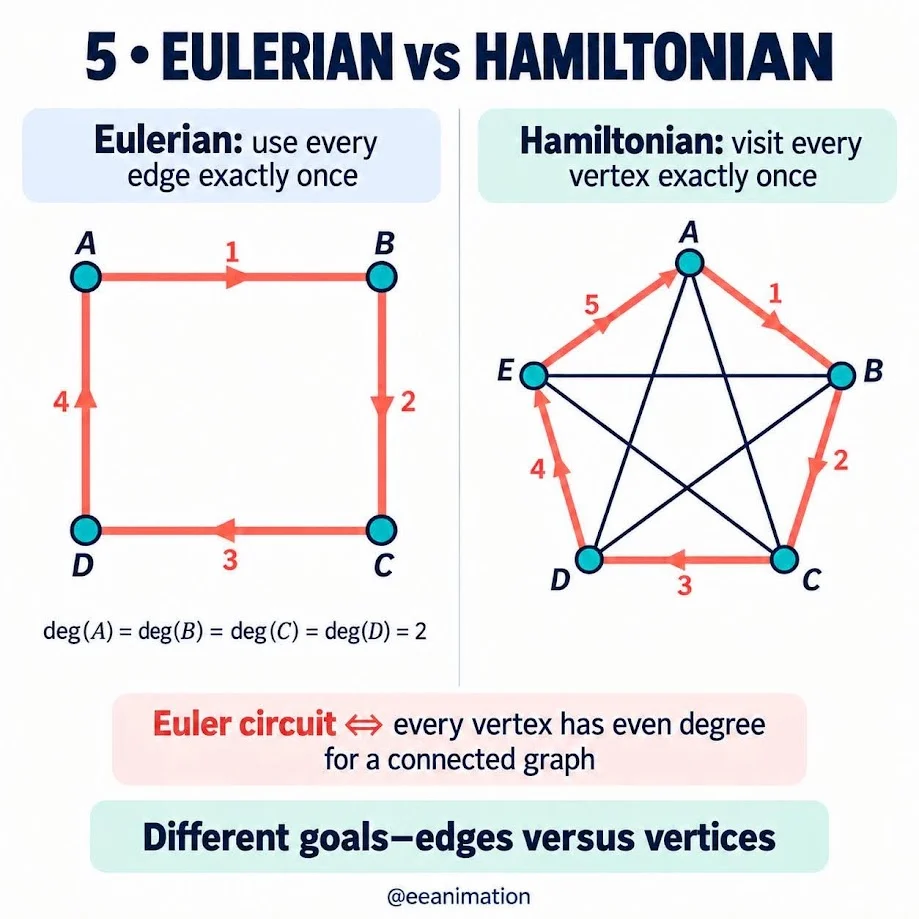 5 • EULERIAN vs HAMILTONIAN
Eulerian: use every
edge exactly once
A
1
B
4
2
D
3
C
deg(A) = deg(B) = deg(C) = deg(D) = 2
Hamiltonian: visit every
vertex exactly once
A
5
1
E
B
4
2
D
3
C
Euler circuit ⇔ every vertex has even degree
for a connected graph
Different goals—edges versus vertices
@eeanimation